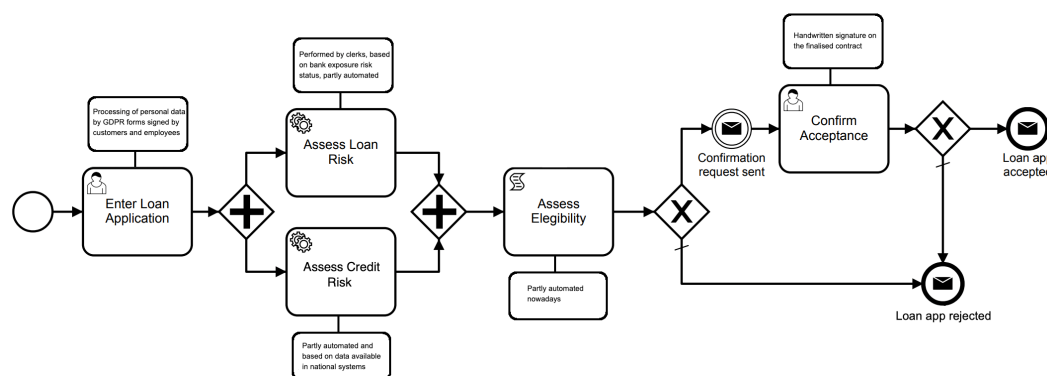 Processing of personal data
by GDPR forms signed by
customers and employees
Enter Loan
Application
Performed by clerks, based
on bank exposure risk
status, partly automated
Assess Loan
Risk
Assess Credit
Risk
Partly automated and
based on data available
in national systems
Assess
Elegibility
Partly automated
nowadays
Confirmation
request sent
Handwritten signature on
the finalised contract
Confirm
Acceptance
Loan app
accepted
Loan app rejected